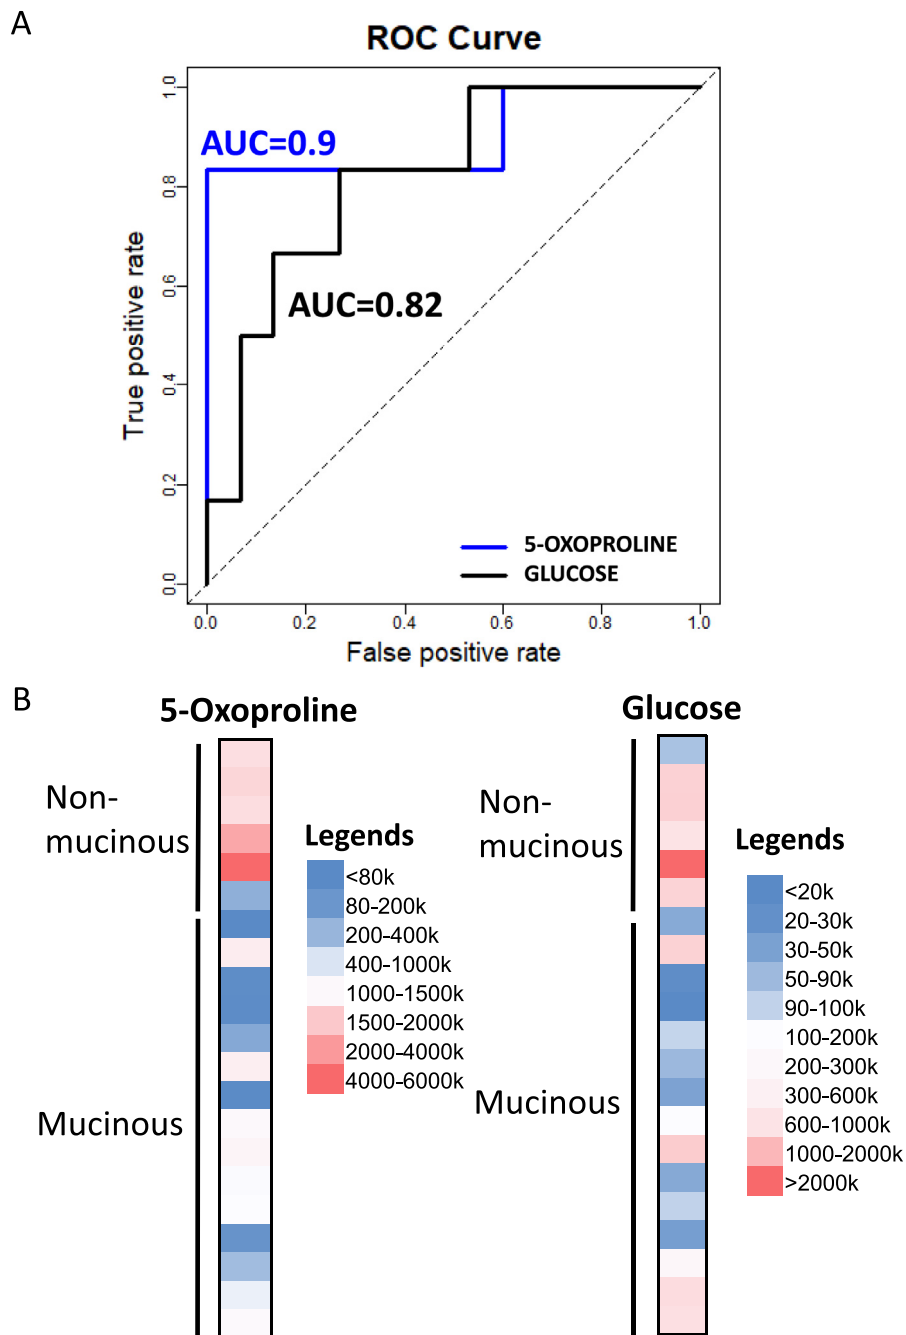 A
ROC Curve
AUC=0.9
AUC=0.82
True positive rate
1.0
0.8
0.6
0.4
0.2
0.0
5-OXOPROLINE
GLUCOSE
0.0 0.2 0.4 0.6 0.8 1.0
False positive rate
B
5-Oxoproline
Non-
mucinous
Mucinous
Legends
<80k
80-200k
200-400k
400-1000k
1000-1500k
1500-2000k
2000-4000k
4000-6000k
Glucose
Non-
mucinous
Mucinous
Legends
<20k
20-30k
30-50k
50-90k
90-100k
100-200k
200-300k
300-600k
600-1000k
1000-2000k
>2000k